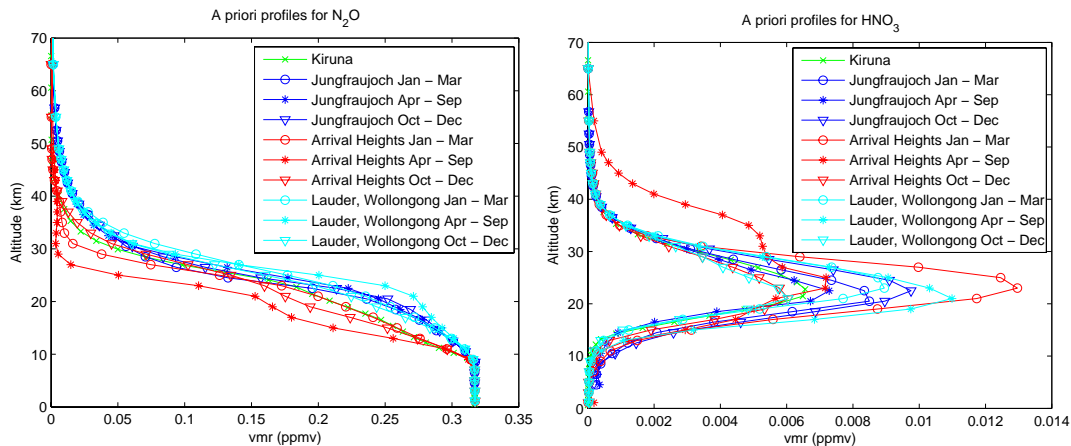 A priori profiles for N2O
70
60
50
40
30
20
10
0
Altitude (km)
0 0.05 0.1 0.15 0.2 0.25 0.3 0.35
vmr (ppmv)
Kiruna
Jungfraujoch Jan − Mar
Jungfraujoch Apr − Sep
Jungfraujoch Oct − Dec
Arrival Heights Jan − Mar
Arrival Heights Apr − Sep
Arrival Heights Oct − Dec
Lauder, Wollongong Jan − Mar
Lauder, Wollongong Apr − Sep
Lauder, Wollongong Oct − Dec
A priori profiles for HNO3
70
60
50
40
30
20
10
0
Altitude (km)
0 0.002 0.004 0.006 0.008 0.01 0.012 0.014
vmr (ppmv)
Kiruna
Jungfraujoch Jan − Mar
Jungfraujoch Apr − Sep
Jungfraujoch Oct − Dec
Arrival Heights Jan − Mar
Arrival Heights Apr − Sep
Arrival Heights Oct − Dec
Lauder, Wollongong Jan − Mar
Lauder, Wollongong Apr − Sep
Lauder, Wollongong Oct − Dec